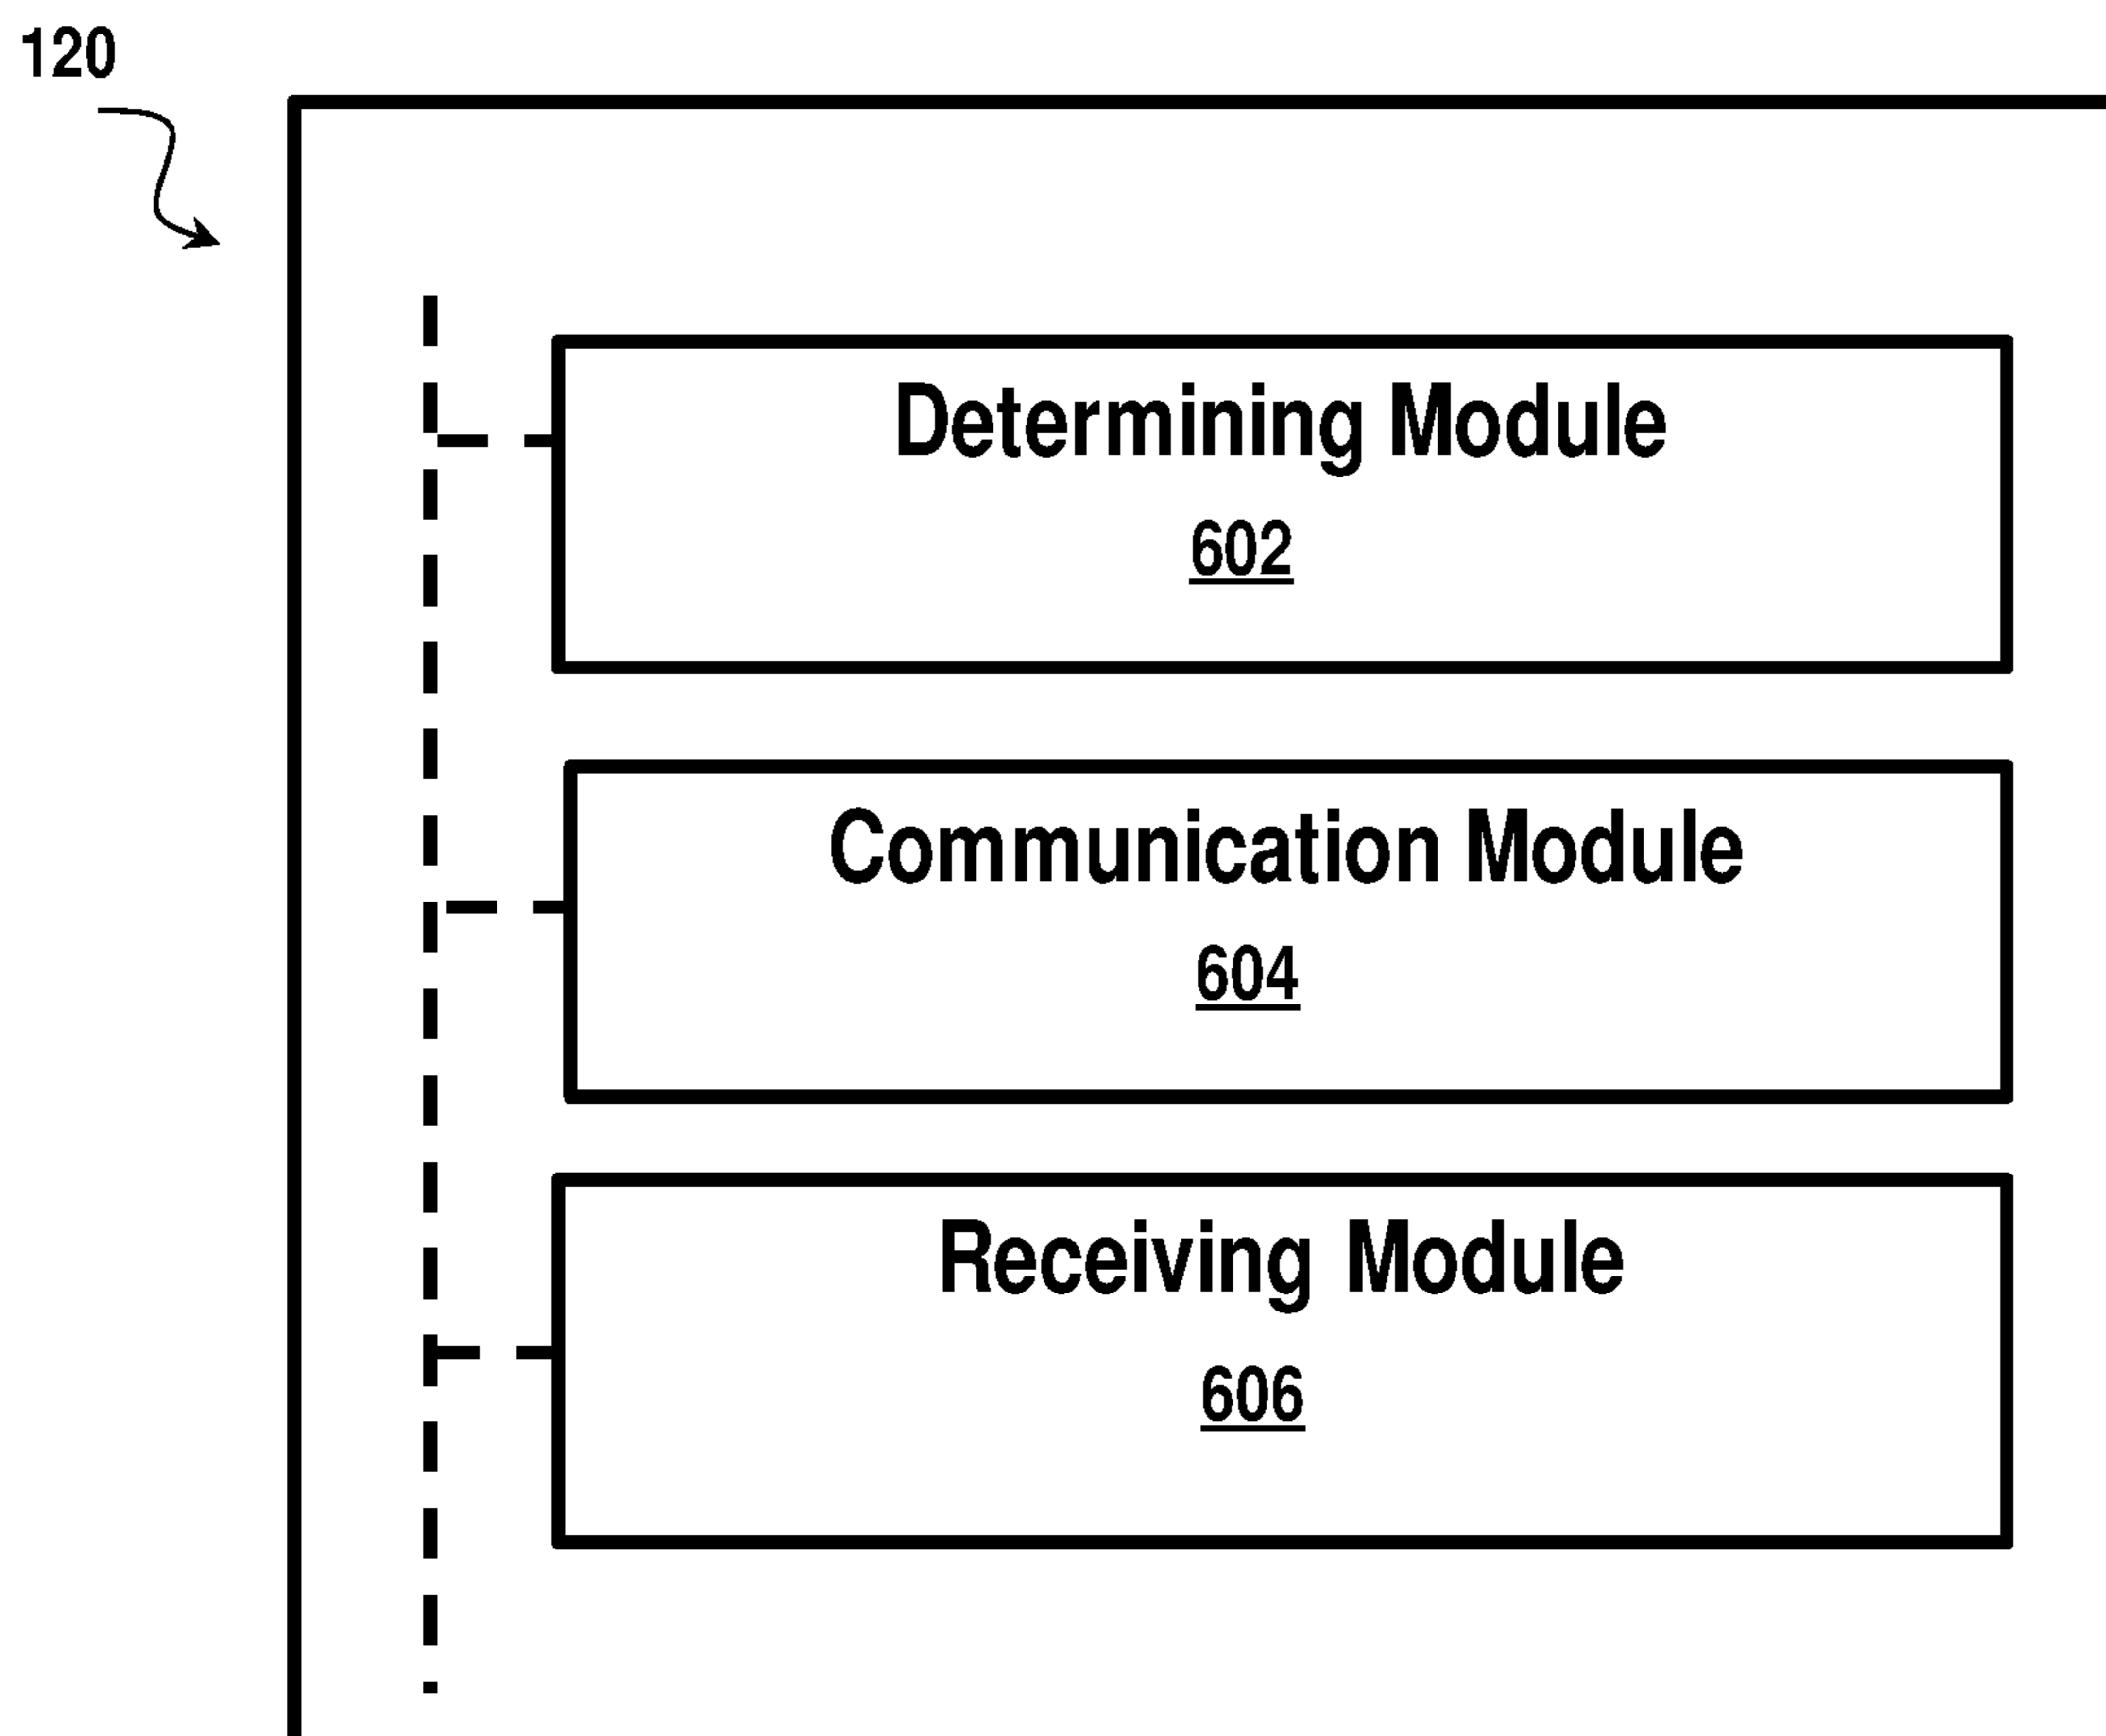 120
Determining Module
602
Communication Module
604
Receiving Module
606